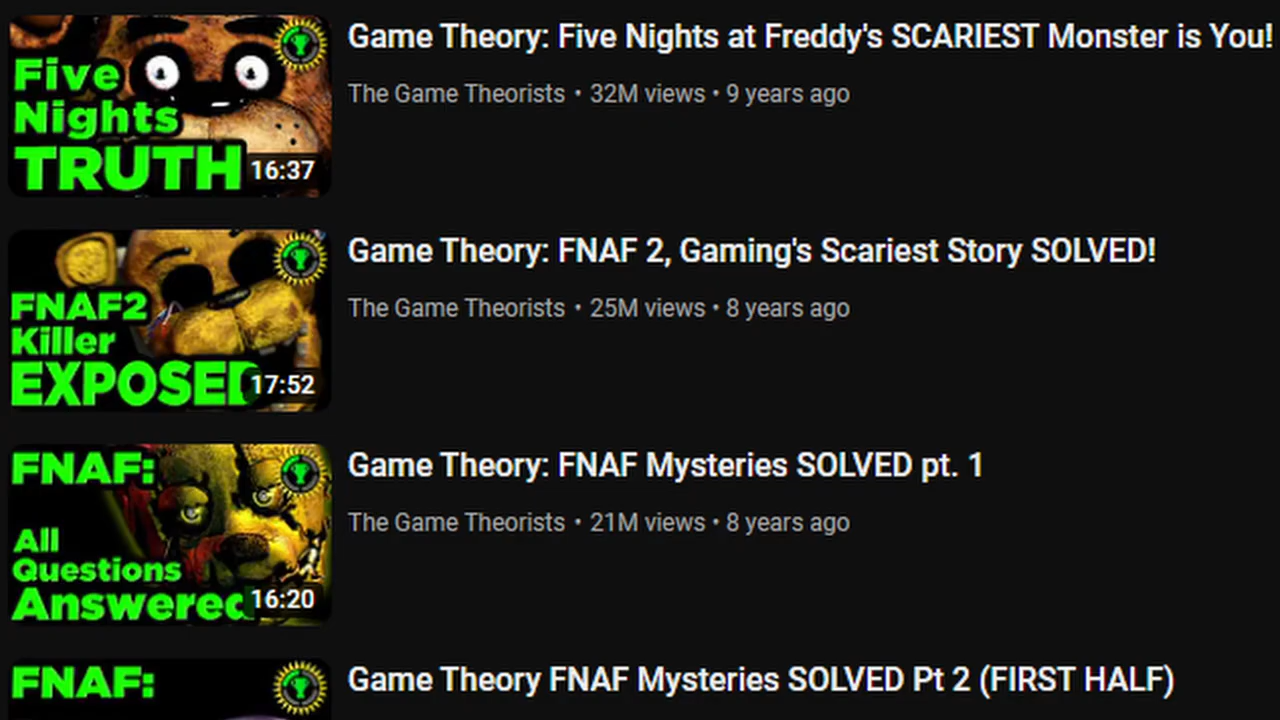 Five
Nights
TRUTH
16:37
Game Theory: Five Nights at Freddy's SCARIEST Monster is You!
The Game Theorists • 32M views • 9 years ago
FNAF2
Killer
EXPOSED
17:52
Game Theory: FNAF 2, Gaming's Scariest Story SOLVED!
The Game Theorists • 25M views • 8 years ago
FNAF:
All
Questions
Answered
16:20
Game Theory: FNAF Mysteries SOLVED pt. 1
The Game Theorists • 21M views • 8 years ago
FNAF:
Game Theory FNAF Mysteries SOLVED Pt 2 (FIRST HALF)